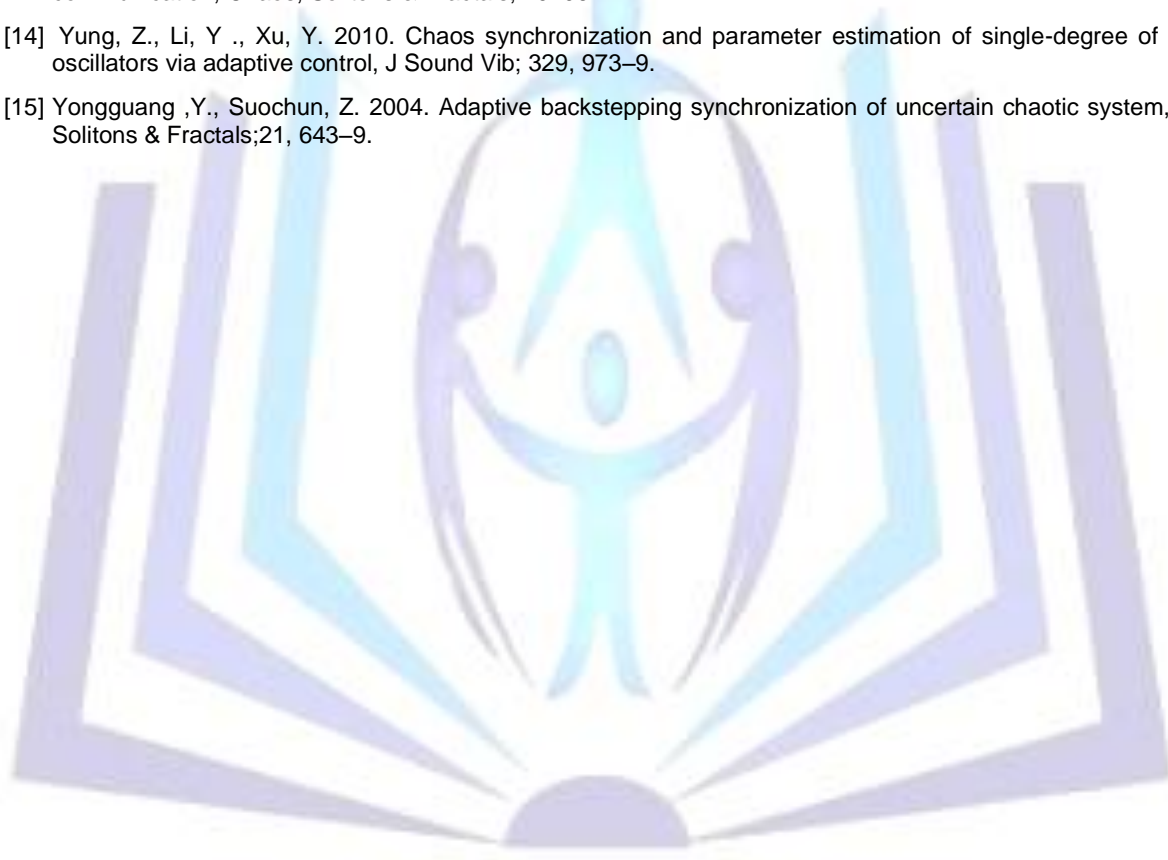 [14] Yung, Z., Li, Y ., Xu, Y. 2010. Chaos synchronization and parameter estimation of single-degree of
oscillators via adaptive control, J Sound Vib; 329, 973–9.
[15] Yongguang ,Y., Suochun, Z. 2004. Adaptive backstepping synchronization of uncertain chaotic system,
Solitons & Fractals;21, 643–9.